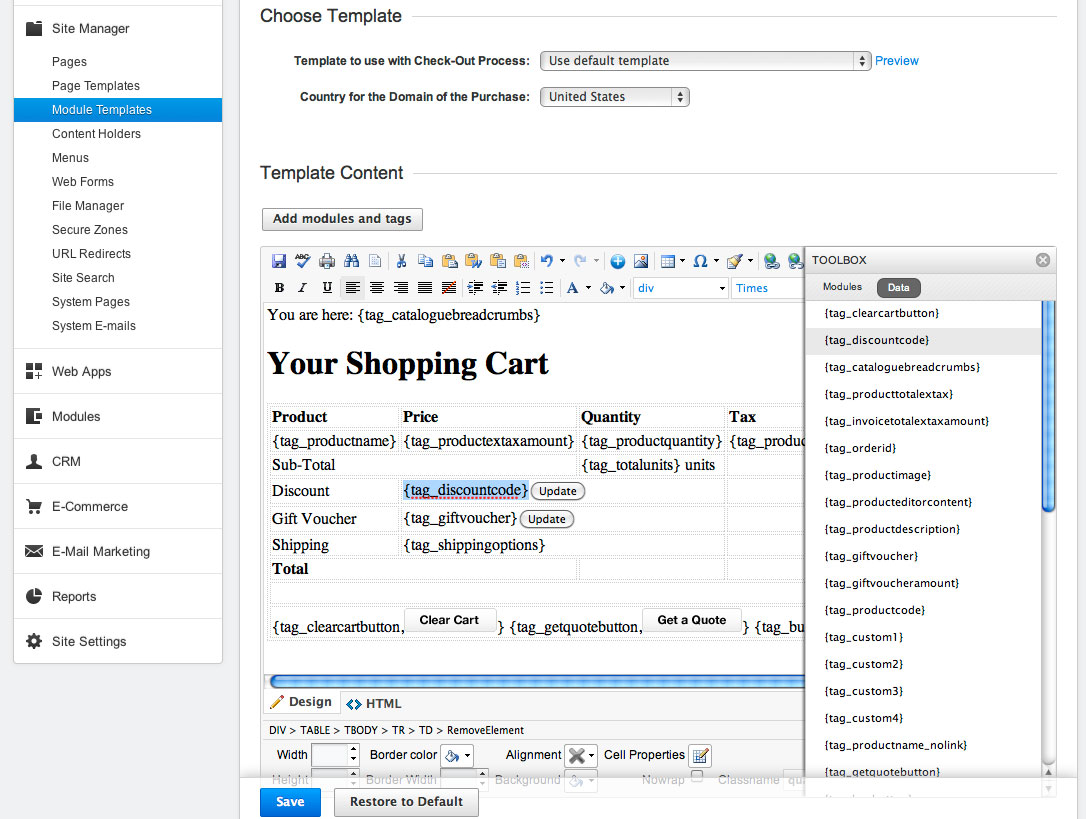 Site Manager
Pages
Page Templates
Module Templates
Content Holders
Menus
Web Forms
File Manager
Secure Zones
URL Redirects
Site Search
System Pages
System E-mails
Web Apps
Modules
CRM
E-Commerce
E-Mail Marketing
Reports
Site Settings
Choose Template
Template to use with Check-Out Process: Use default template Preview
Country for the Domain of the Purchase: United States
Template Content
Add modules and tags
ABC
B I U A div Times
You are here: {tag_cataloguebreadcrumbs}
Your Shopping Cart
Product Price Quantity Tax
{tag_productname} {tag_productextaxamount} {tag_productquantity} {tag_produc
Sub-Total {tag_totalunits} units
Discount {tag_discountcode} Update
Gift Voucher {tag_giftvoucher} Update
Shipping {tag_shippingoptions}
Total
{tag_clearcartbutton, Clear Cart } {tag_getquotebutton, Get a Quote } {tag_bu
Design HTML
DIV > TABLE > TBODY > TR > TD > RemoveElement
Width Border color Alignment Cell Properties
Height Border Width Background Nowrap Classname qu
Save Restore to Default
TOOLBOX
Modules Data
{tag_clearcartbutton}
{tag_discountcode}
{tag_cataloguebreadcrumbs}
{tag_producttotalextax}
{tag_invoicetotalextaxamount}
{tag_orderid}
{tag_productimage}
{tag_producteditorcontent}
{tag_productdescription}
{tag_giftvoucher}
{tag_giftvoucheramount}
{tag_productcode}
{tag_custom1}
{tag_custom2}
{tag_custom3}
{tag_custom4}
{tag_productname_nolink}
{tag_getquotebutton}